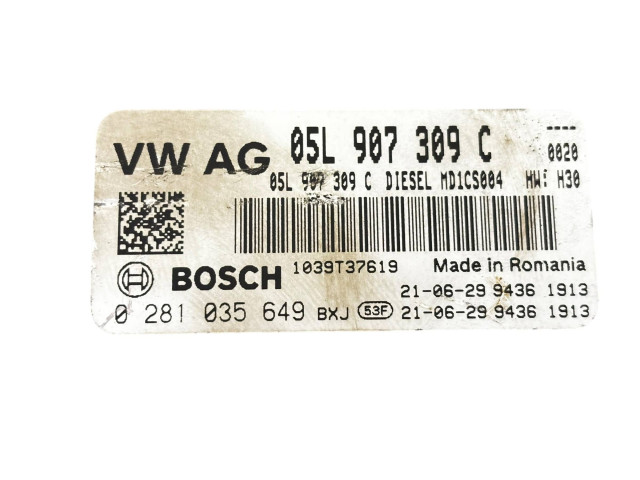 VW AG 05L 907 309 C ----
0020
05L 907 309 C DIESEL MD1CS004 HW: H30
1039T37619 Made in Romania
BOSCH
21-06-29 9436 1913
0 281 035 649 BXJ 53F 21-06-29 9436 1913